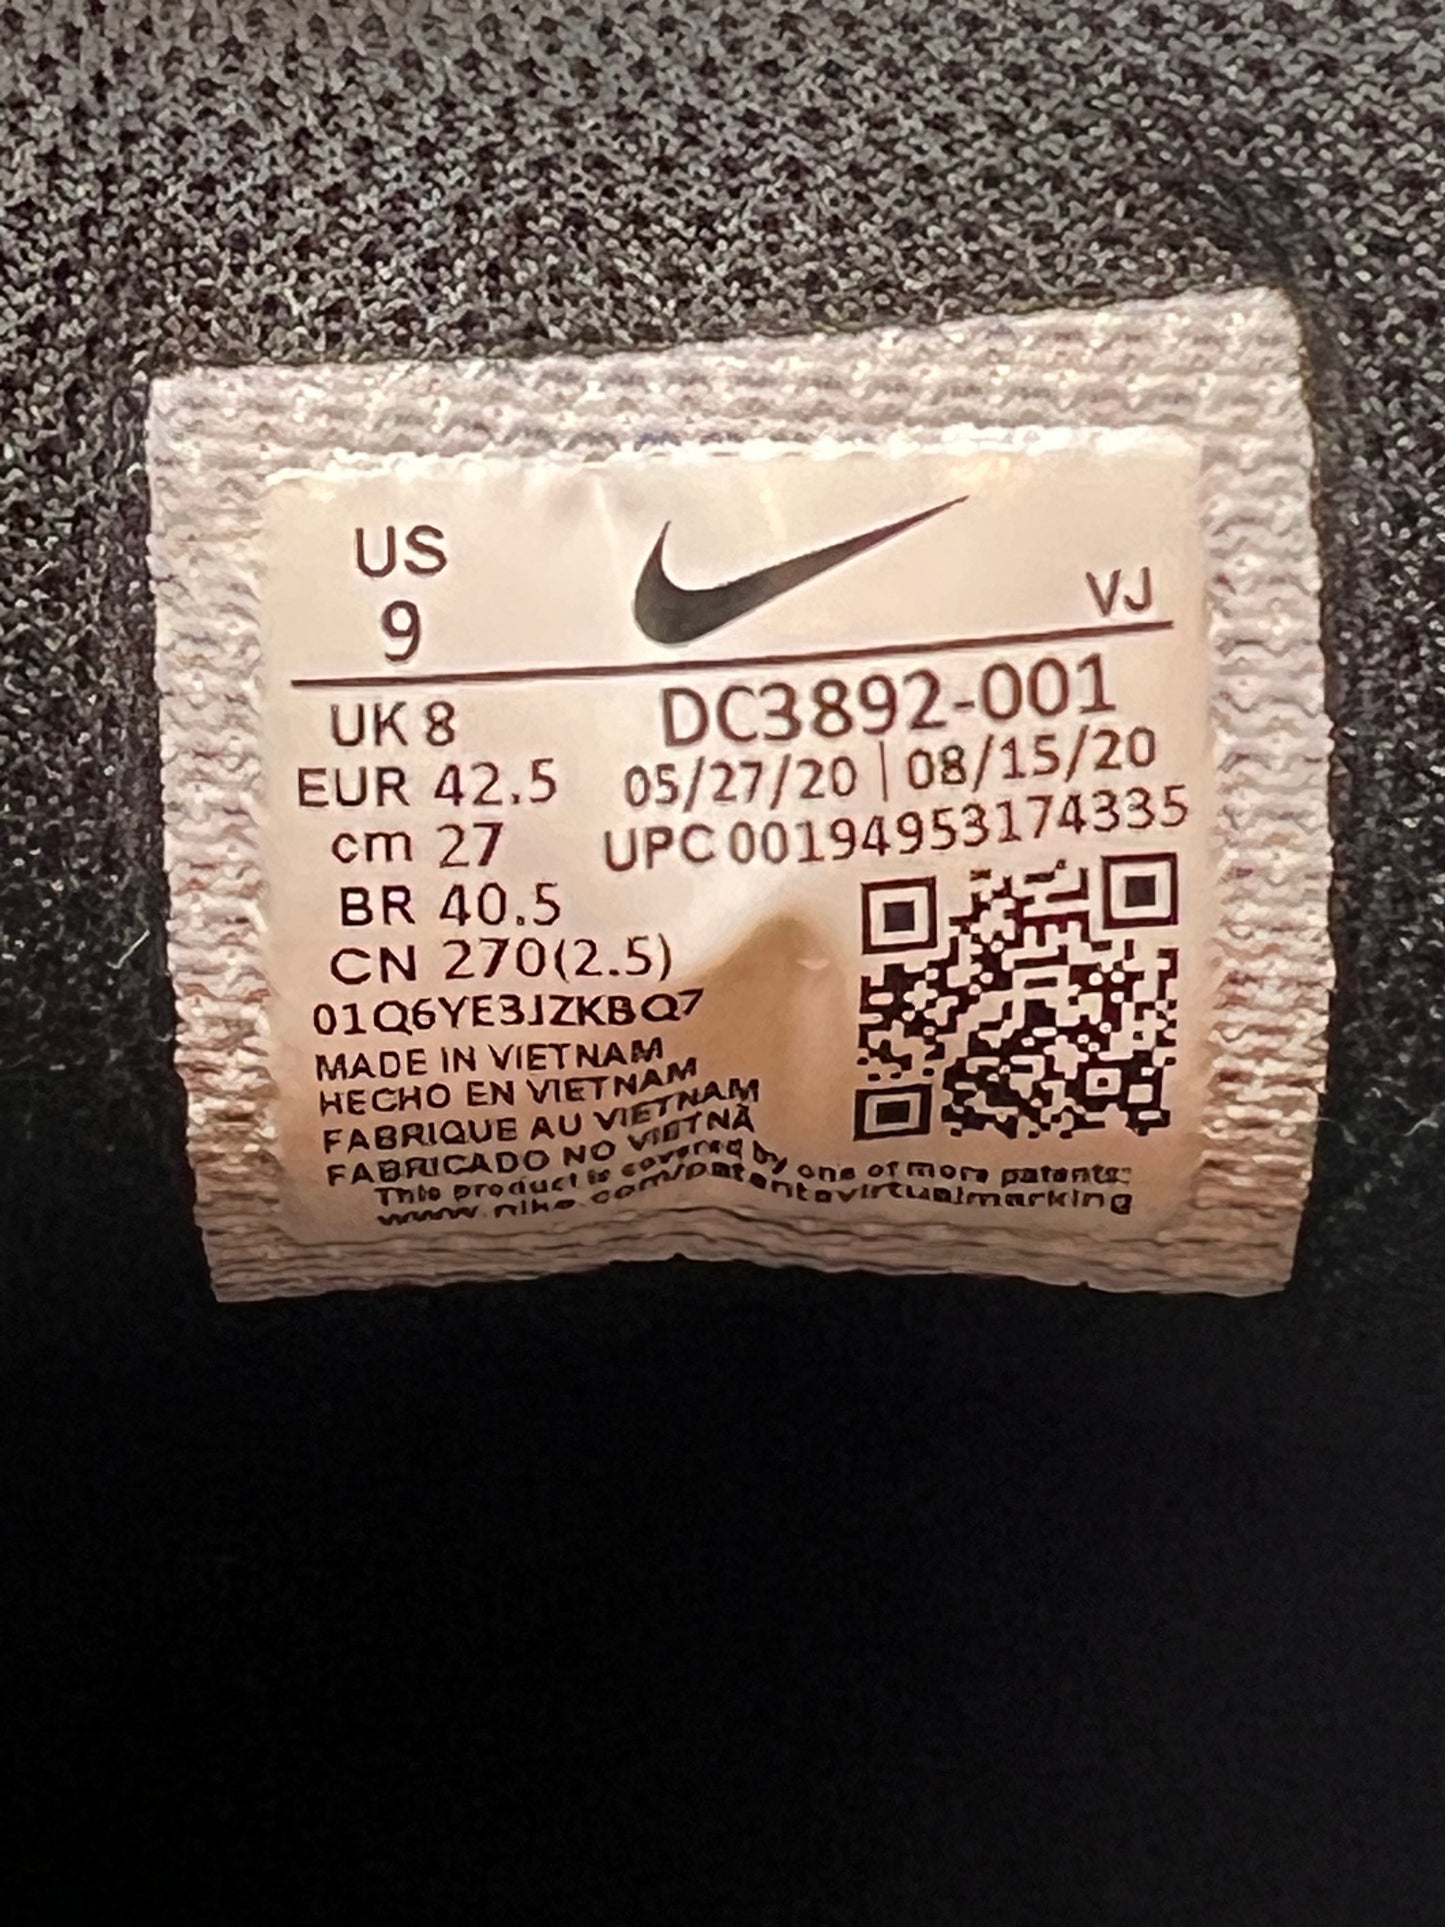 US
9
VJ
UK 8
DC3892-001
EUR 42.5
05/27/20 | 08/15/20
cm 27
UPC 00194953174335
BR 40.5
CN 270(2.5)
01Q6YE3JZKBQ7
MADE IN VIETNAM
HECHO EN VIETNAM
FABRIQUE AU VIETNAM
FABRICADO NO VIETNÃ
This product is covered by one of more patents:
www.nike.com/patentsvirtualmarking